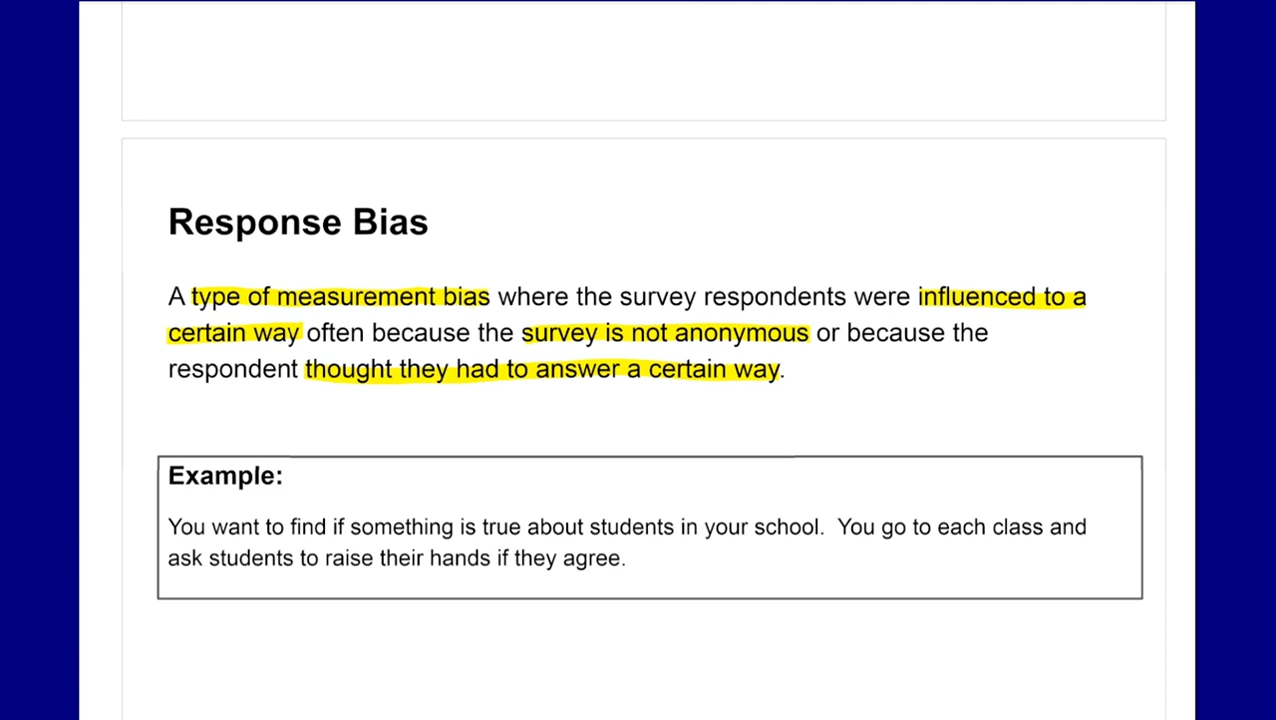 Response Bias
A type of measurement bias where the survey respondents were influenced to a
certain way often because the survey is not anonymous or because the
respondent thought they had to answer a certain way.
Example:
You want to find if something is true about students in your school.  You go to each class and
ask students to raise their hands if they agree.